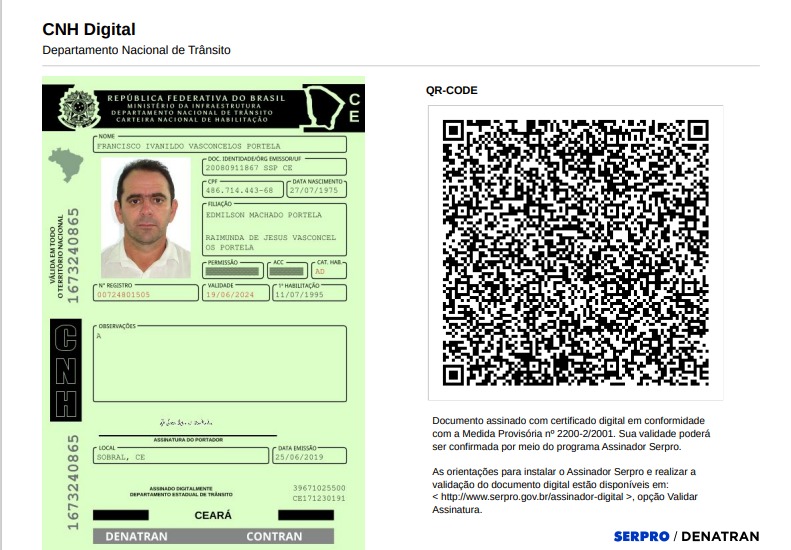 CNH Digital
Departamento Nacional de Trânsito
REPÚBLICA FEDERATIVA DO BRASIL
MINISTÉRIO DA INFRAESTRUTURA
DEPARTAMENTO NACIONAL DE TRÂNSITO
CARTEIRA NACIONAL DE HABILITAÇÃO
C
E
NOME
FRANCISCO IVANILDO VASCONCELOS PORTELA
DOC. IDENTIDADE/ÓRG EMISSOR/UF
20080911867 SSP CE
CPF
486.714.443-68
DATA NASCIMENTO
27/07/1975
FILIAÇÃO
EDMILSON MACHADO PORTELA
RAIMUNDA DE JESUS VASCONCEL
OS PORTELA
PERMISSÃO
ACC
CAT. HAB.
AD
Nº REGISTRO
00724801505
VALIDADE
19/06/2024
1ª HABILITAÇÃO
11/07/1995
VÁLIDA EM TODO
O TERRITÓRIO NACIONAL
1673240865
CNH
OBSERVAÇÕES
A
ASSINATURA DO PORTADOR
LOCAL
SOBRAL, CE
DATA EMISSÃO
25/06/2019
1673240865
ASSINADO DIGITALMENTE
DEPARTAMENTO ESTADUAL DE TRÂNSITO
39671025500
CE171230191
CEARÁ
DENATRAN CONTRAN
QR-CODE
Documento assinado com certificado digital em conformidade
com a Medida Provisória nº 2200-2/2001. Sua validade poderá
ser confirmada por meio do programa Assinador Serpro.
As orientações para instalar o Assinador Serpro e realizar a
validação do documento digital estão disponíveis em:
< http://www.serpro.gov.br/assinador-digital >, opção Validar
Assinatura.
SERPRO / DENATRAN